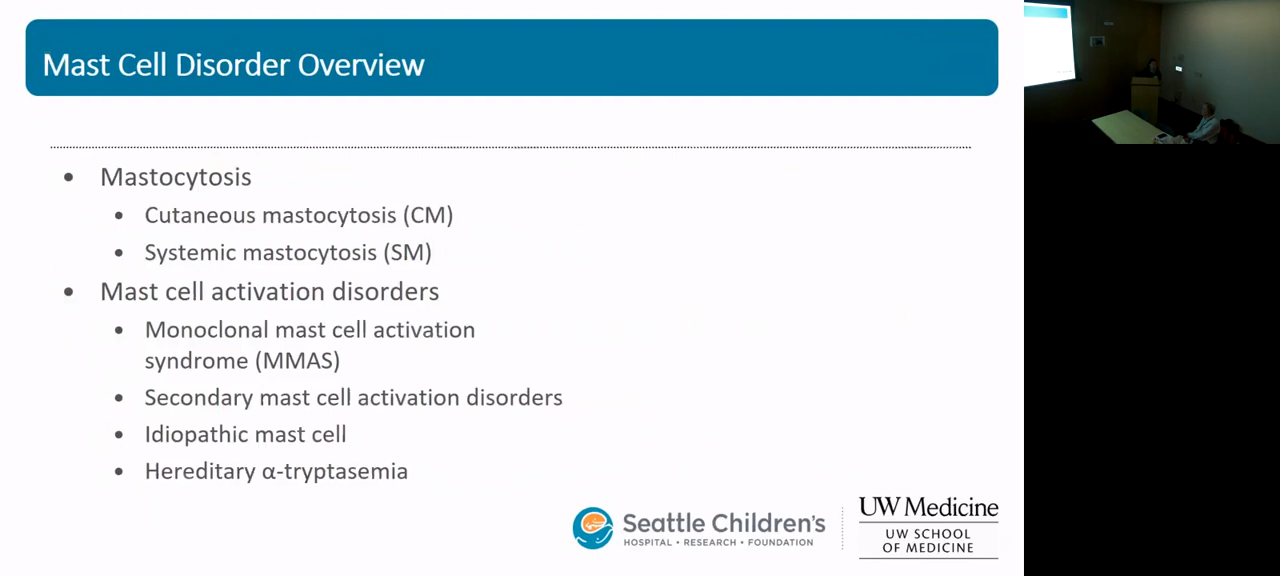 Mast Cell Disorder Overview
• Mastocytosis
• Cutaneous mastocytosis (CM)
• Systemic mastocytosis (SM)
• Mast cell activation disorders
• Monoclonal mast cell activation
syndrome (MMAS)
• Secondary mast cell activation disorders
• Idiopathic mast cell
• Hereditary α-tryptasemia
Seattle Children's
HOSPITAL • RESEARCH • FOUNDATION
UW Medicine
UW SCHOOL
OF MEDICINE